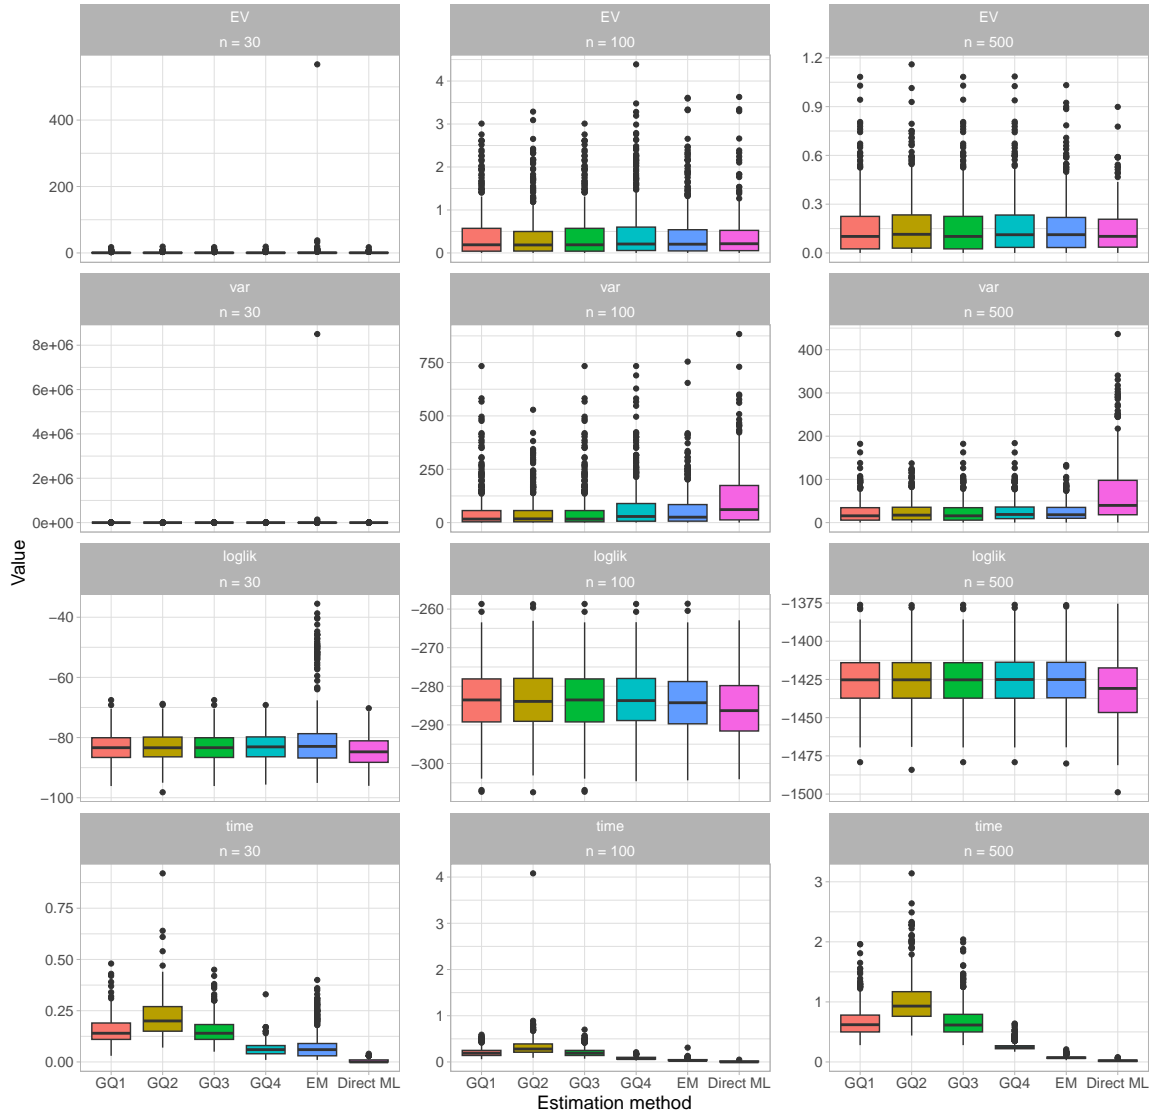 EV
n = 30
EV
n = 100
EV
n = 500
400
200
0
4
3
2
1
0
1.2
0.9
0.6
0.3
0.0
var
n = 30
var
n = 100
var
n = 500
8e+06
6e+06
4e+06
2e+06
0e+00
750
500
250
0
400
300
200
100
0
loglik
n = 30
loglik
n = 100
loglik
n = 500
−40
−60
−80
−100
−260
−270
−280
−290
−300
−1375
−1400
−1425
−1450
−1475
−1500
time
n = 30
time
n = 100
time
n = 500
0.75
0.50
0.25
0.00
4
3
2
1
0
3
2
1
0
GQ1 GQ2 GQ3 GQ4 EM Direct ML
GQ1 GQ2 GQ3 GQ4 EM Direct ML
GQ1 GQ2 GQ3 GQ4 EM Direct ML
Value
Estimation method